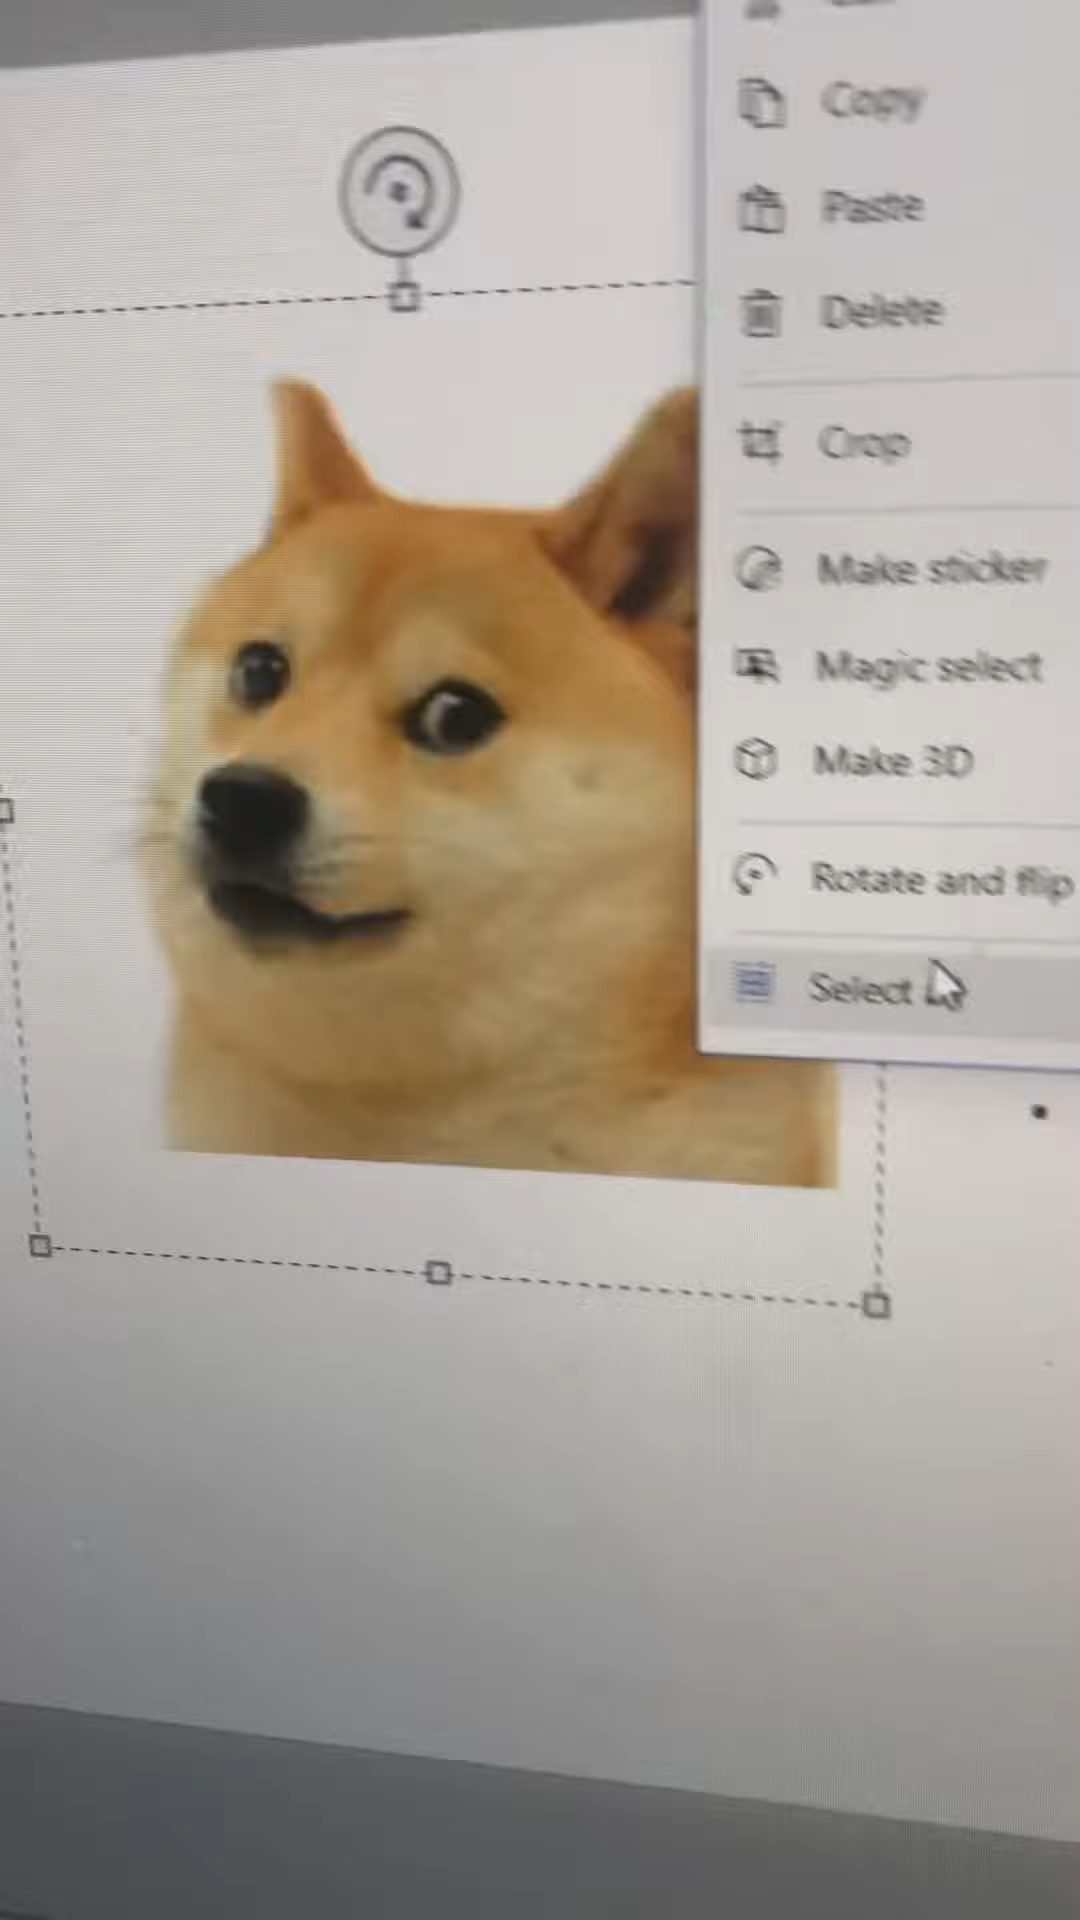 Copy
Paste
Delete
Crop
Make sticker
Magic select
Make 3D
Rotate and flip
Select